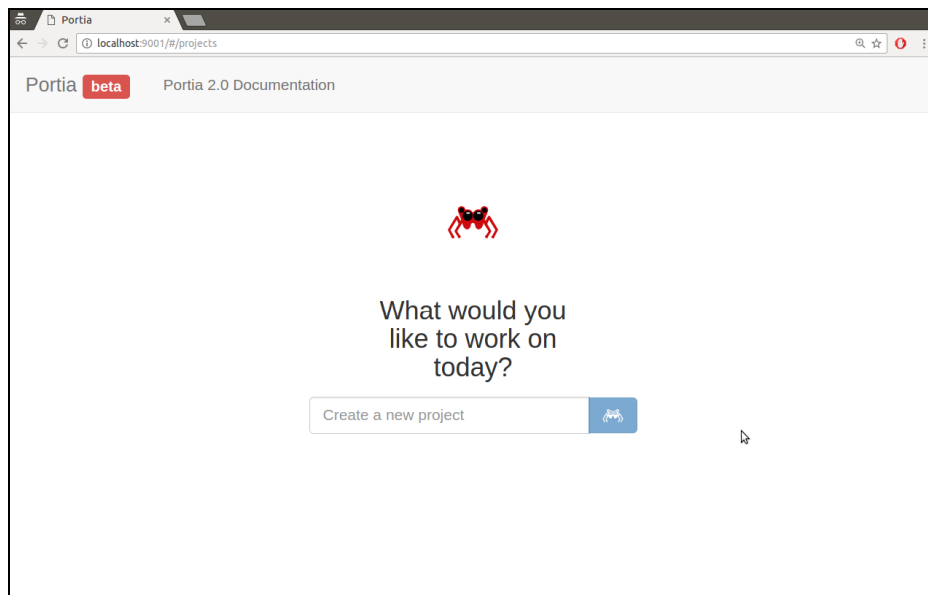 Portia
localhost:9001/#/projects
Portia beta Portia 2.0 Documentation
What would you
like to work on
today?
Create a new project